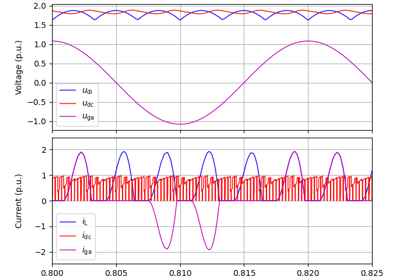 2.0
1.5
1.0
0.5
0.0
−0.5
−1.0
Voltage (p.u.)
u_di
u_dc
u_ga
2
1
0
−1
−2
Current (p.u.)
i_L
i_dc
i_ga
0.800 0.805 0.810 0.815 0.820 0.825